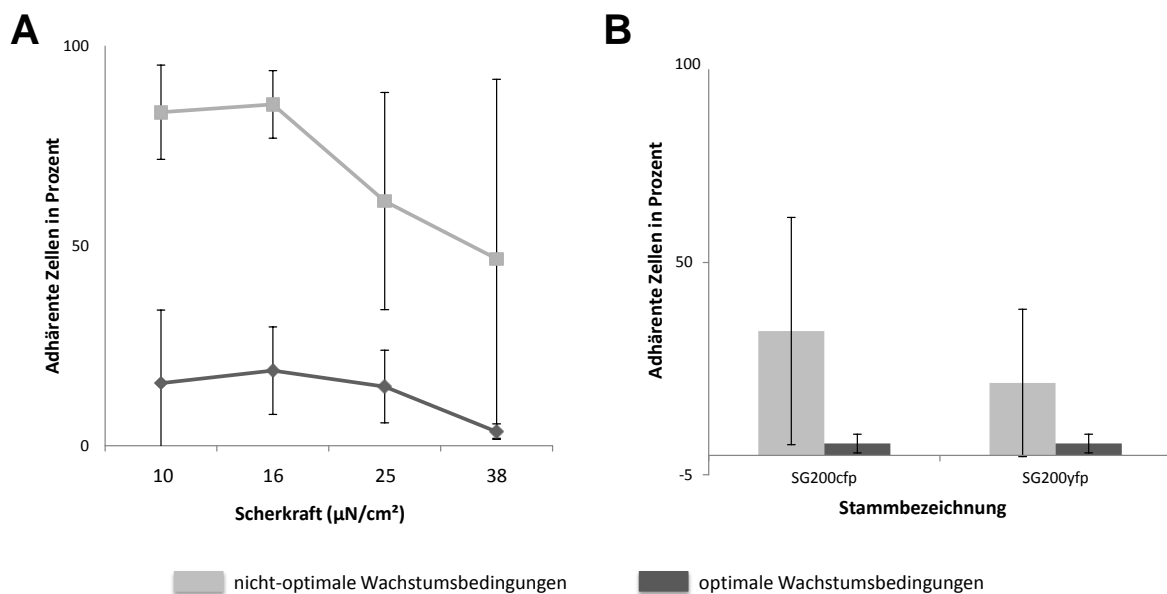 A
100
50
0
Adhärente Zellen in Prozent
10 16 25 38
Scherkraft (µN/cm²)
B
100
50
-5
Adhärente Zellen in Prozent
SG200cfp SG200yfp
Stammbezeichnung
nicht-optimale Wachstumsbedingungen
optimale Wachstumsbedingungen